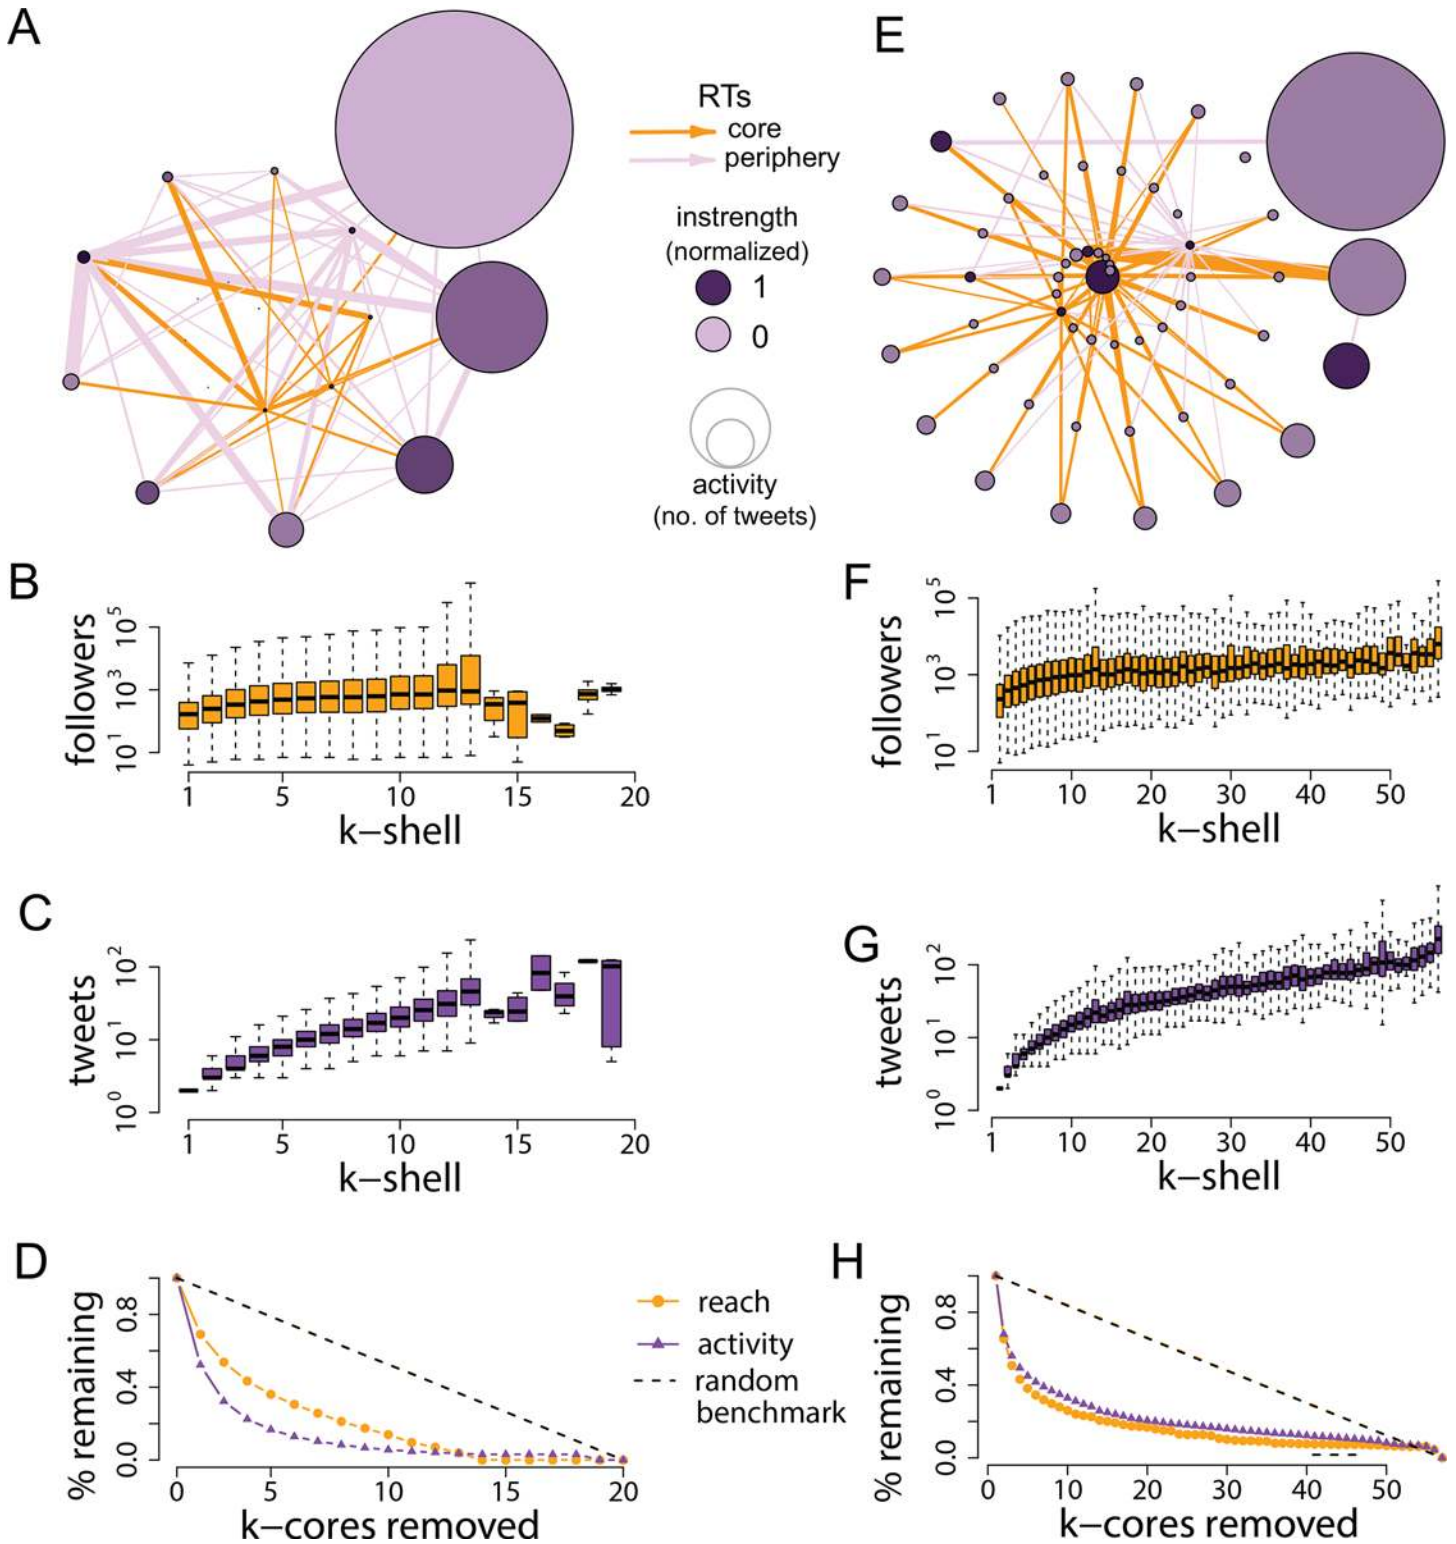 A
E
RTs
core
periphery
instrength
(normalized)
1
0
activity
(no. of tweets)
B
followers
10^1
10^3
10^5
1
5
10
15
20
k−shell
F
followers
10^1
10^3
10^5
1
10
20
30
40
50
k−shell
C
tweets
10^0
10^1
10^2
1
5
10
15
20
k−shell
G
tweets
10^0
10^1
10^2
1
10
20
30
40
50
k−shell
D
% remaining
0.0
0.4
0.8
0
5
10
15
20
k−cores removed
reach
activity
random
benchmark
H
% remaining
0.0
0.4
0.8
0
10
20
30
40
50
k−cores removed